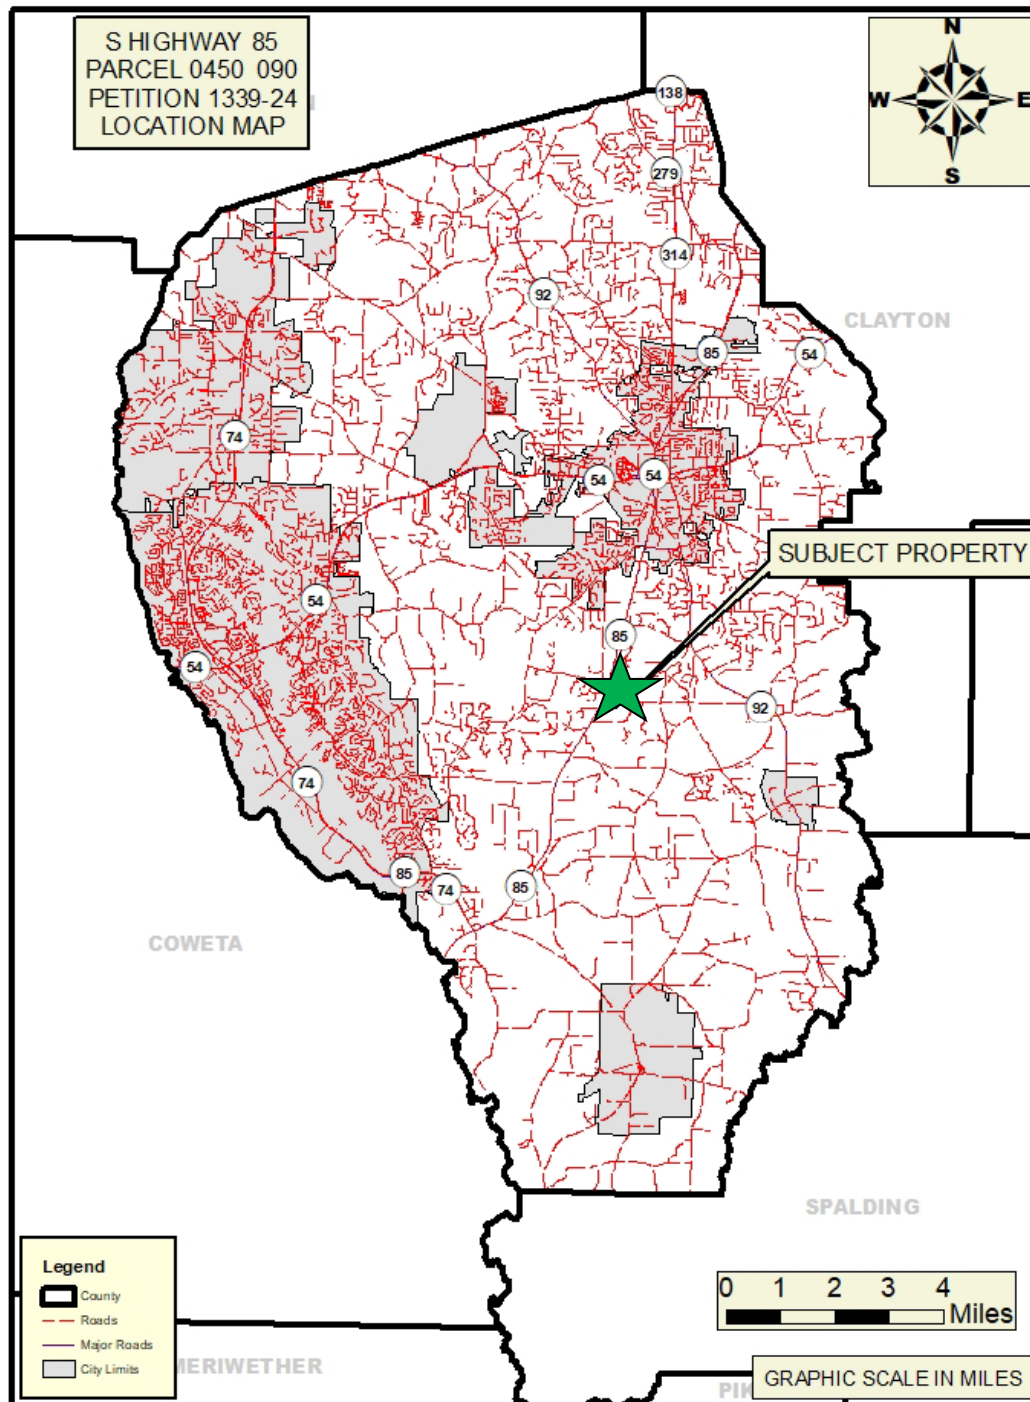 S HIGHWAY 85
PARCEL 0450 090
PETITION 1339-24
LOCATION MAP
N
W
E
S
138
279
314
92
CLAYTON
85
54
74
54
54
SUBJECT PROPERTY
54
85
54
92
74
85
74
85
COWETA
SPALDING
Legend
County
Roads
Major Roads
City Limits
0 1 2 3 4
Miles
MERIWETHER
GRAPHIC SCALE IN MILES
PIK